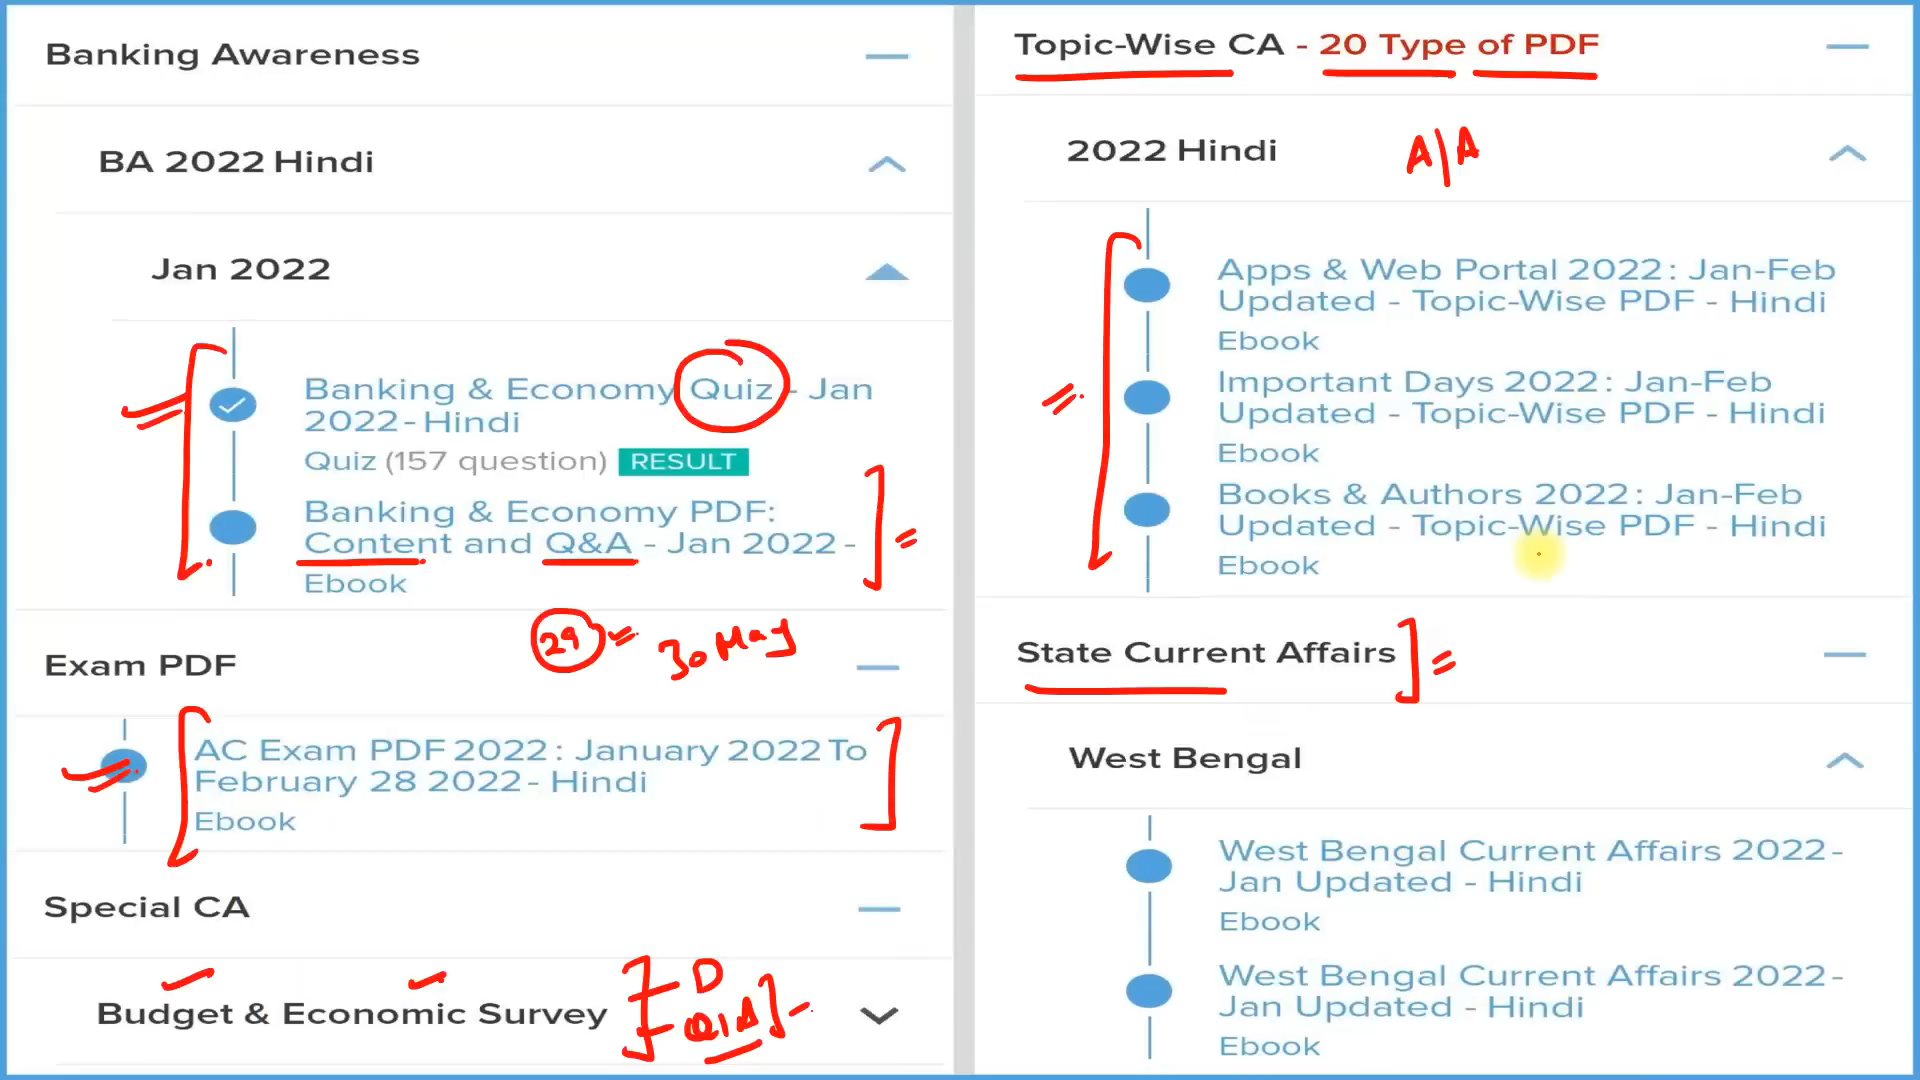 Banking Awareness
BA 2022 Hindi
Jan 2022
Banking & Economy Quiz - Jan
2022-Hindi
Quiz (157 question) RESULT
Banking & Economy PDF:
Content and Q&A - Jan 2022 -
Ebook
29 = 30 May
Exam PDF
AC Exam PDF 2022: January 2022 To
February 28 2022- Hindi
Ebook
Special CA
D
Budget & Economic Survey
Q/A
Topic-Wise CA - 20 Type of PDF
2022 Hindi
A/A
Apps & Web Portal 2022: Jan-Feb
Updated - Topic-Wise PDF - Hindi
Ebook
Important Days 2022: Jan-Feb
Updated - Topic-Wise PDF - Hindi
Ebook
Books & Authors 2022: Jan-Feb
Updated - Topic-Wise PDF - Hindi
Ebook
State Current Affairs
West Bengal
West Bengal Current Affairs 2022-
Jan Updated - Hindi
Ebook
West Bengal Current Affairs 2022-
Jan Updated - Hindi
Ebook